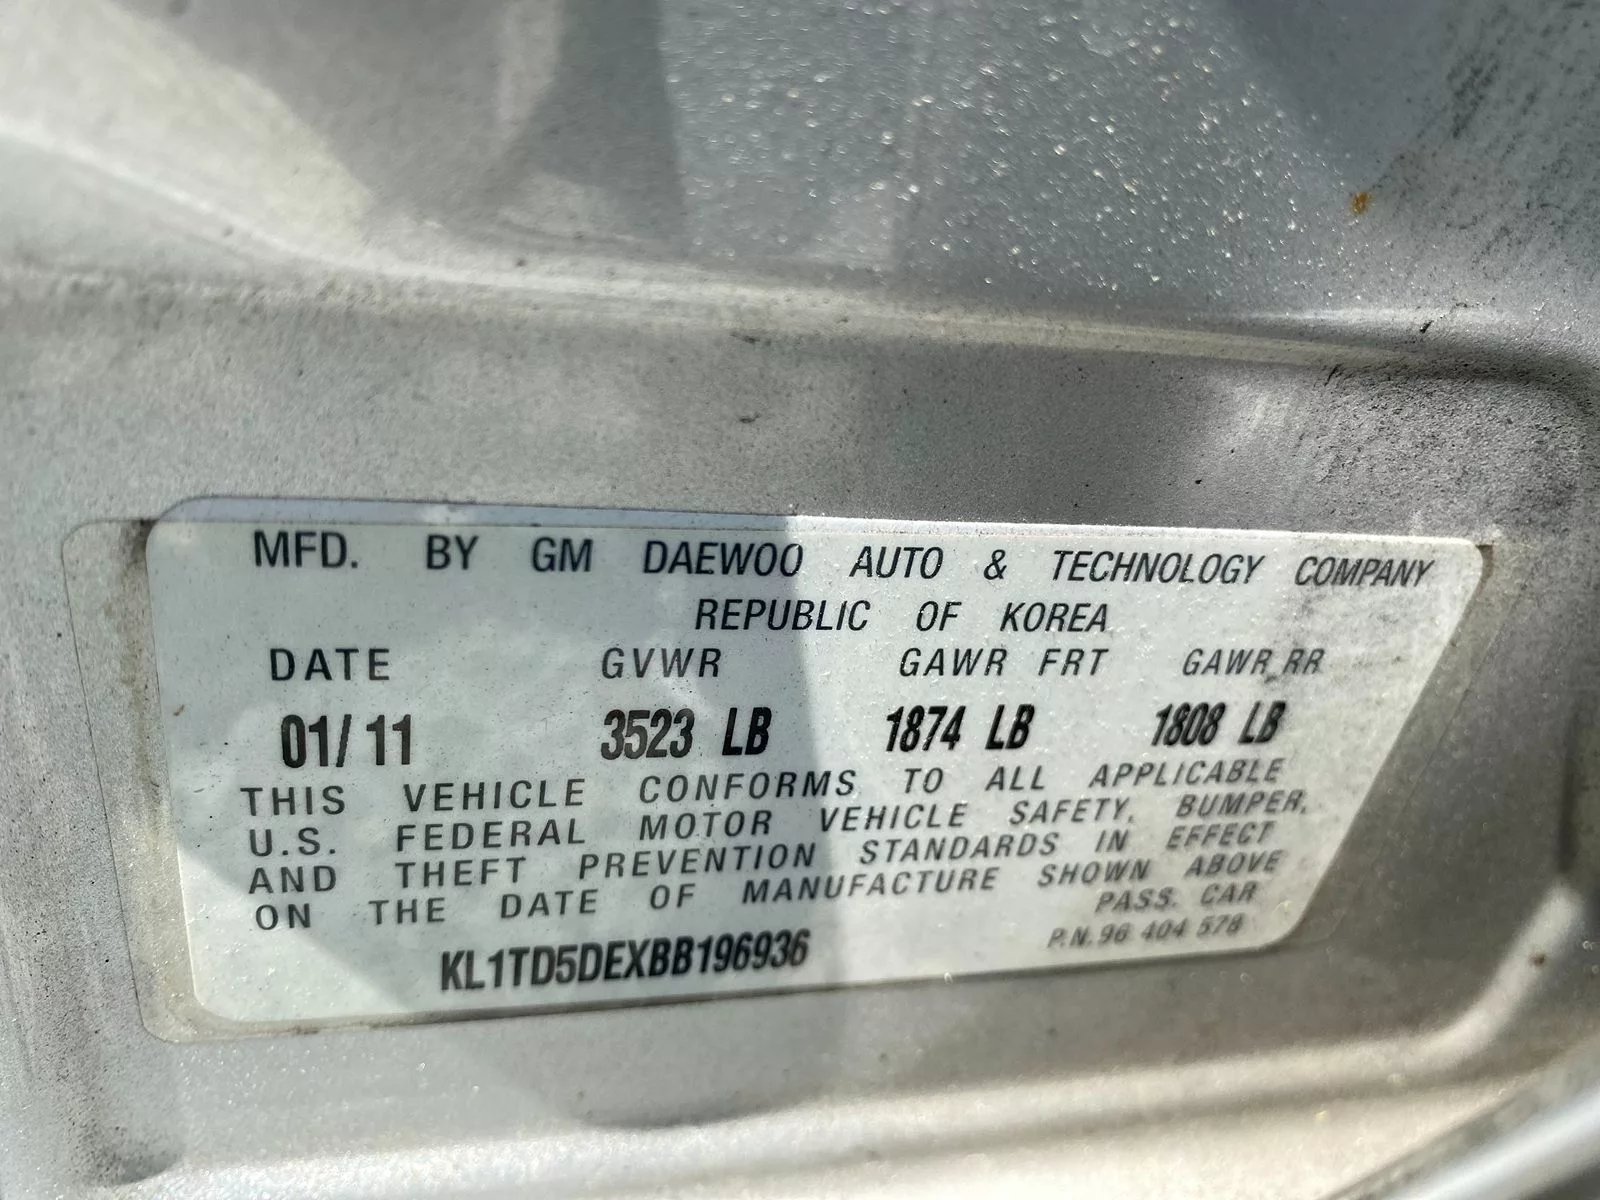 MFD. BY GM DAEWOO AUTO & TECHNOLOGY COMPANY
REPUBLIC OF KOREA
DATE GVWR GAWR FRT GAWR RR
01/11 3523 LB 1874 LB 1808 LB
THIS VEHICLE CONFORMS TO ALL APPLICABLE
U.S. FEDERAL MOTOR VEHICLE SAFETY, BUMPER,
AND THEFT PREVENTION STANDARDS IN EFFECT
ON THE DATE OF MANUFACTURE SHOWN ABOVE
PASS. CAR
KL1TD5DEXBB196936
P.N. 96 404 578